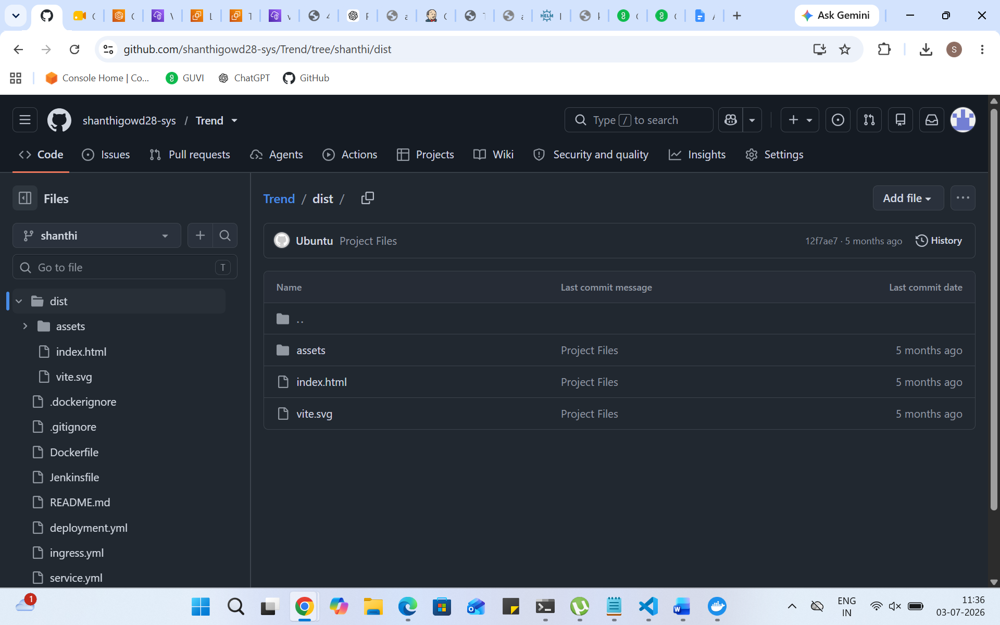 Ask Gemini
github.com/shanthigowd28-sys/Trend/tree/shanthi/dist
S
Console Home | Co...
GUVI
ChatGPT
GitHub
shanthigowd28-sys / Trend
Type / to search
Code
Issues
Pull requests
Agents
Actions
Projects
Wiki
Security and quality
Insights
Settings
Files
Trend / dist /
Add file
shanthi
Ubuntu Project Files
12f7ae7 · 5 months ago
History
Go to file
T
Name
Last commit message
Last commit date
dist
..
assets
index.html
vite.svg
.dockerignore
.gitignore
Dockerfile
Jenkinsfile
README.md
deployment.yml
ingress.yml
service.yml
assets Project Files 5 months ago
index.html Project Files 5 months ago
vite.svg Project Files 5 months ago
1
ENG
IN
11:36
03-07-2026
HELM